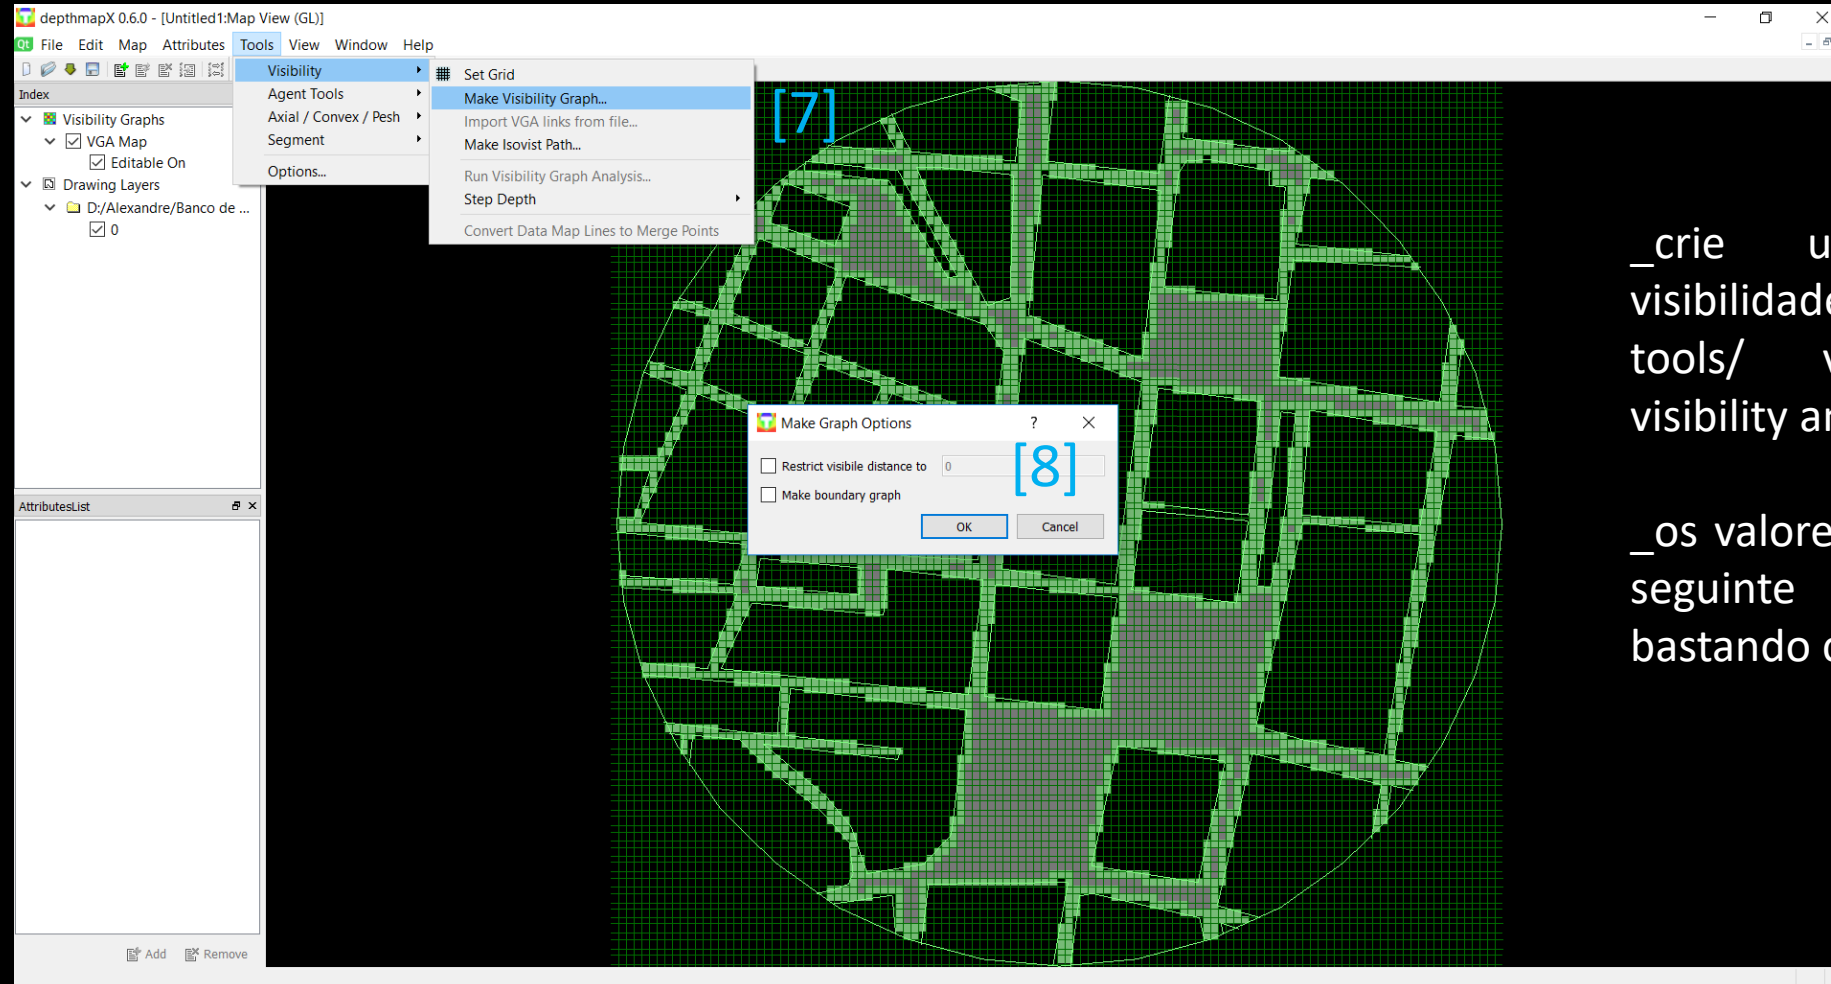 depthmapX 0.6.0 - [Untitled1:Map View (GL)]
File Edit Map Attributes Tools View Window Help
Index
Visibility Graphs
VGA Map
Editable On
Drawing Layers
D:/Alexandre/Banco de ...
0
Visibility
Agent Tools
Axial / Convex / Pesh
Segment
Options...
Set Grid
Make Visibility Graph...
Import VGA links from file...
Make Isovist Path...
Run Visibility Graph Analysis...
Step Depth
Convert Data Map Lines to Merge Points
[7]
Make Graph Options ?
Restrict visibile distance to 0
[8]
Make boundary graph
OK Cancel
AttributesList
Add Remove
_crie
visibilidade
tools/
visibility
_os
seguinte
bastando